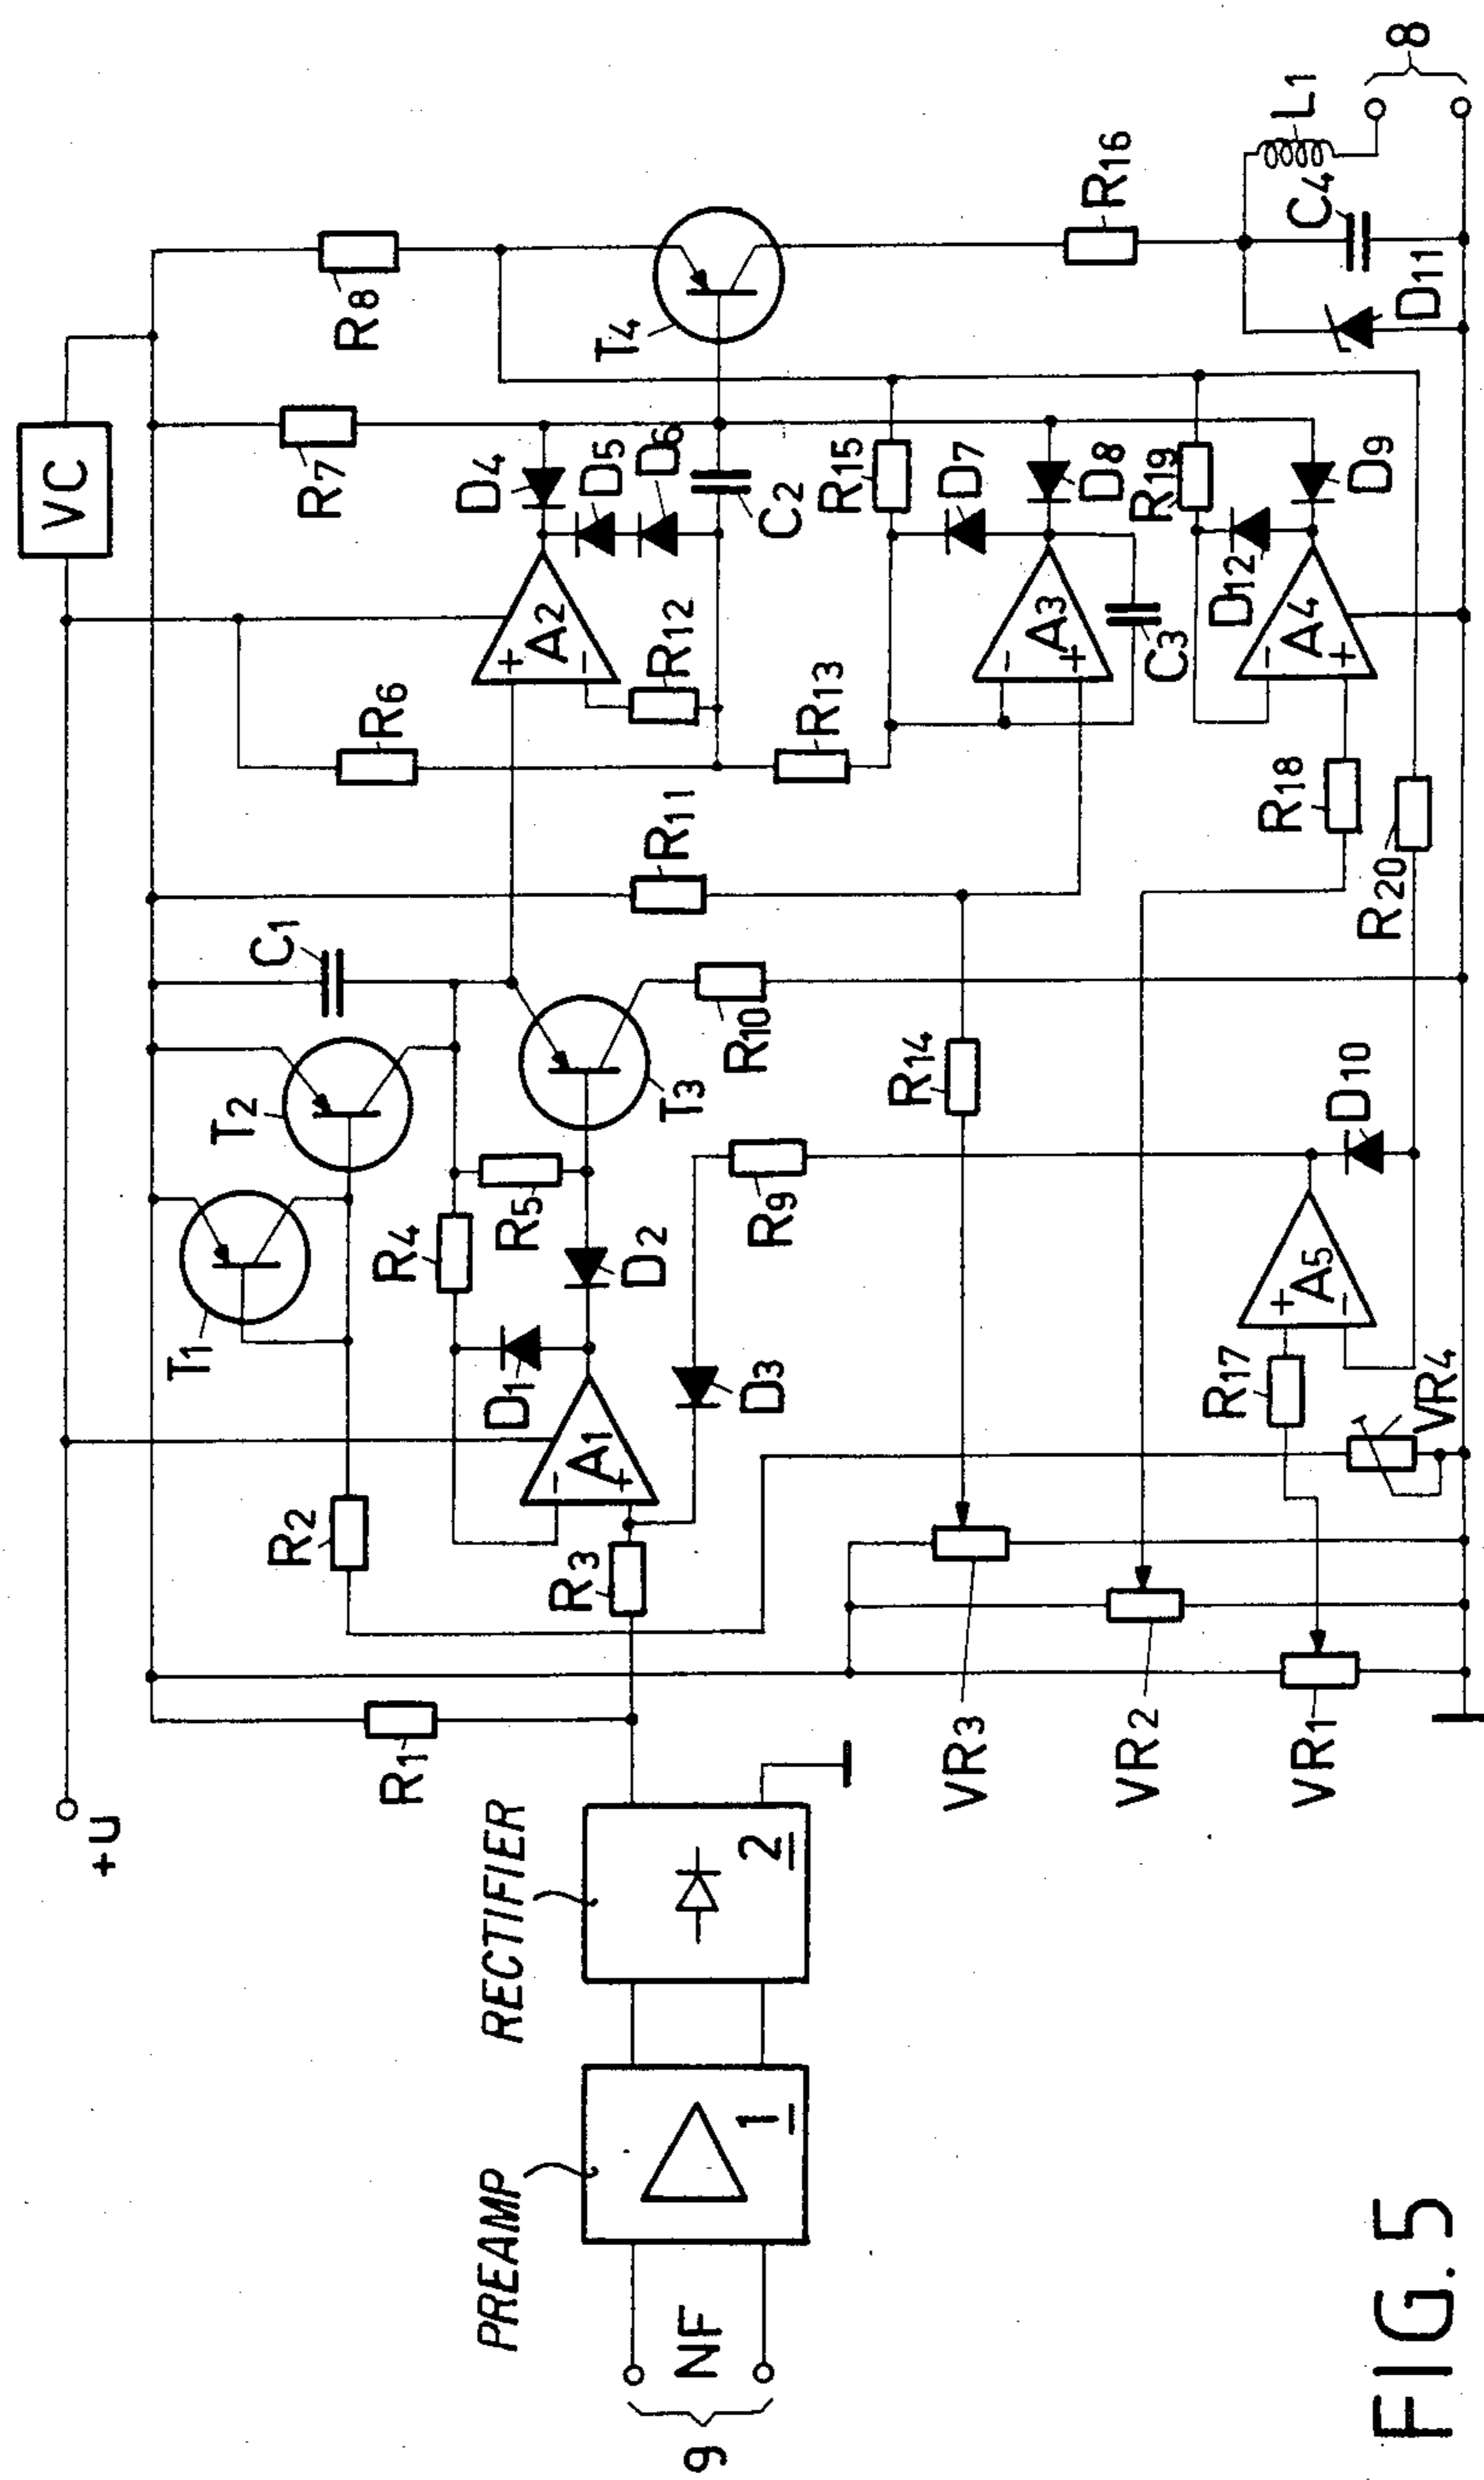 +U
VC
R1
R2
T1
T2
C1
R6
R7
R8
R4
R5
D1
D2
A1
- +
R3
D3
T3
R10
R11
R12
R13
A2
+ -
D4
D5
D6
C2
T4
R9
R14
R15
D7
D8
A3
- +
C3
R16
R19
D12
D9
A4
- +
R18
R20
D10
A5
+ -
R17
VR4
VR3
VR2
VR1
D11
C4
L1
8
PREAMP
1
RECTIFIER
2
9
NF
FIG.5